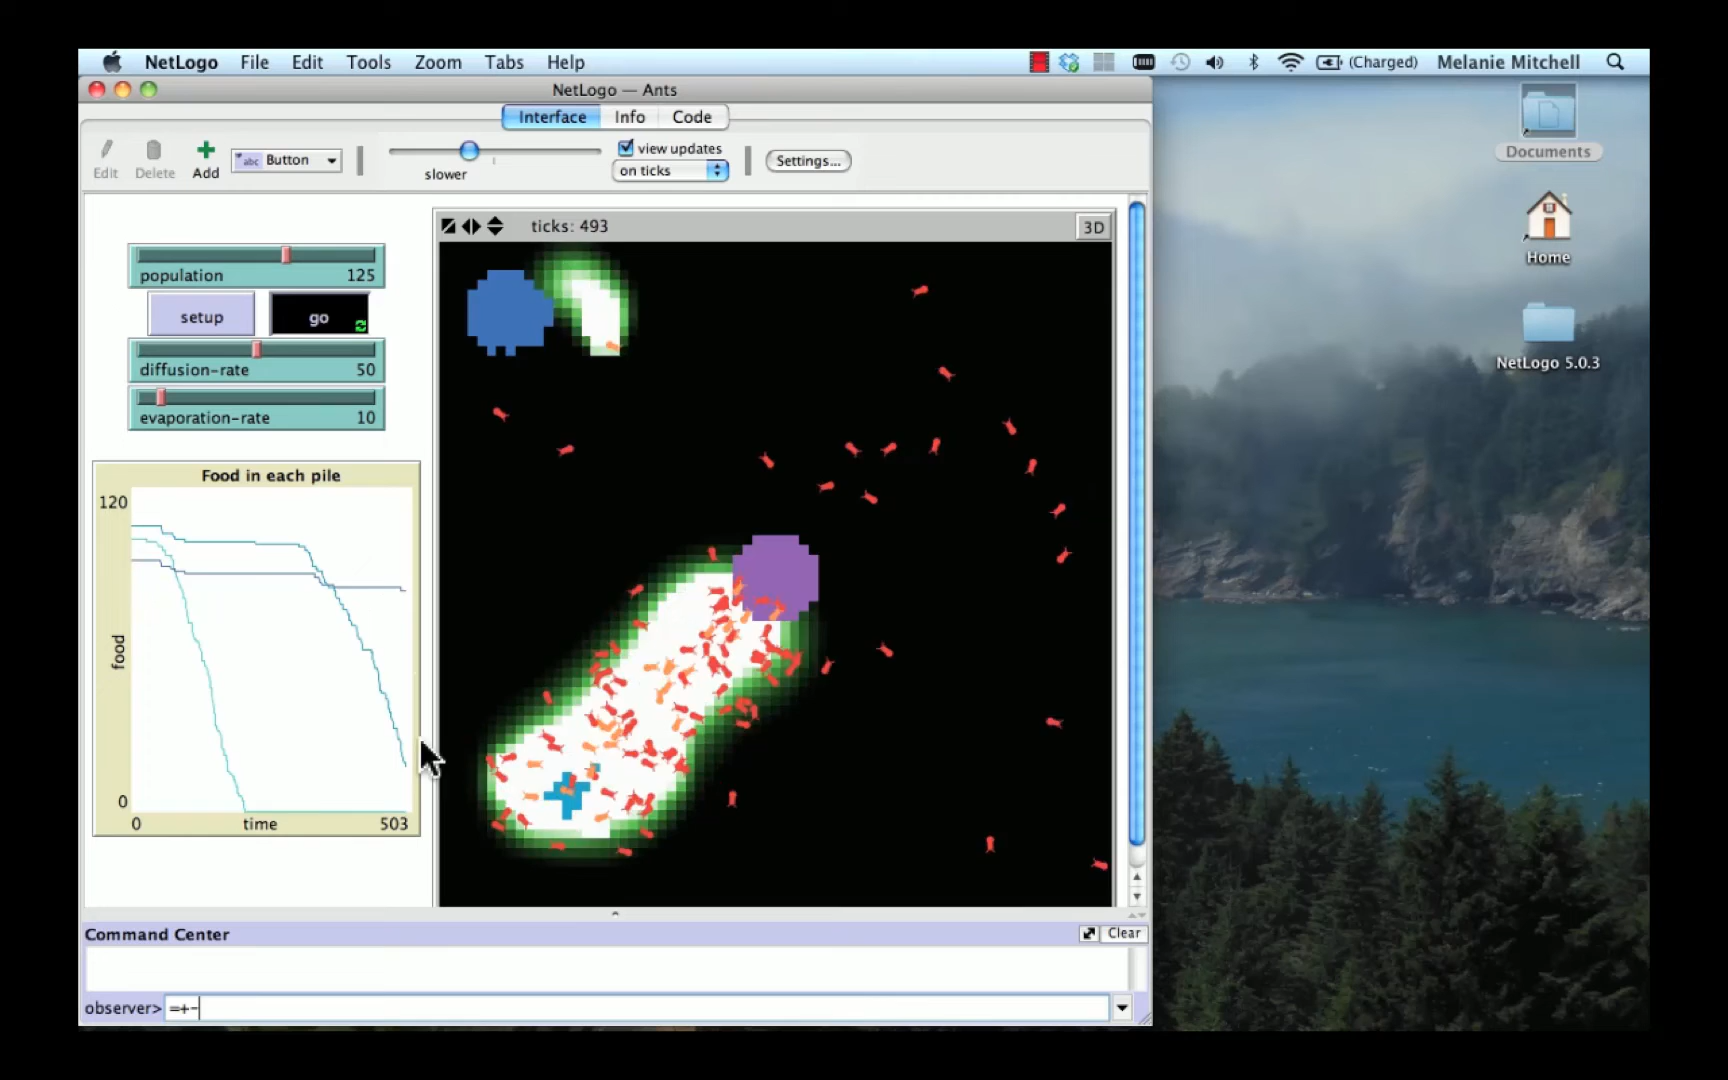 NetLogo File Edit Tools Zoom Tabs Help (Charged) Melanie Mitchell
NetLogo — Ants
Interface Info Code
Edit Delete Add abc Button slower view updates on ticks Settings...
ticks: 493 3D
population 125
setup go
diffusion-rate 50
evaporation-rate 10
Food in each pile
120
food
0
0 time 503
Command Center Clear
observer> =+-
Documents
Home
NetLogo 5.0.3